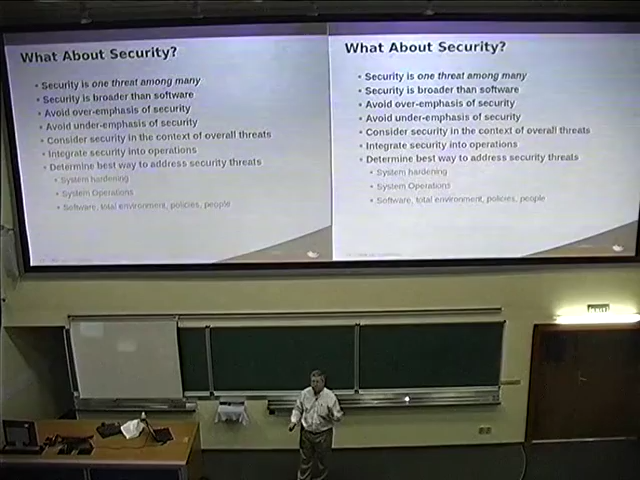 What About Security?
• Security is one threat among many
• Security is broader than software
• Avoid over-emphasis of security
• Avoid under-emphasis of security
• Consider security in the context of overall threats
• Integrate security into operations
• Determine best way to address security threats
• System hardening
• System Operations
• Software, total environment, policies, people
What About Security?
• Security is one threat among many
• Security is broader than software
• Avoid over-emphasis of security
• Avoid under-emphasis of security
• Consider security in the context of overall threats
• Integrate security into operations
• Determine best way to address security threats
• System hardening
• System Operations
• Software, total environment, policies, people